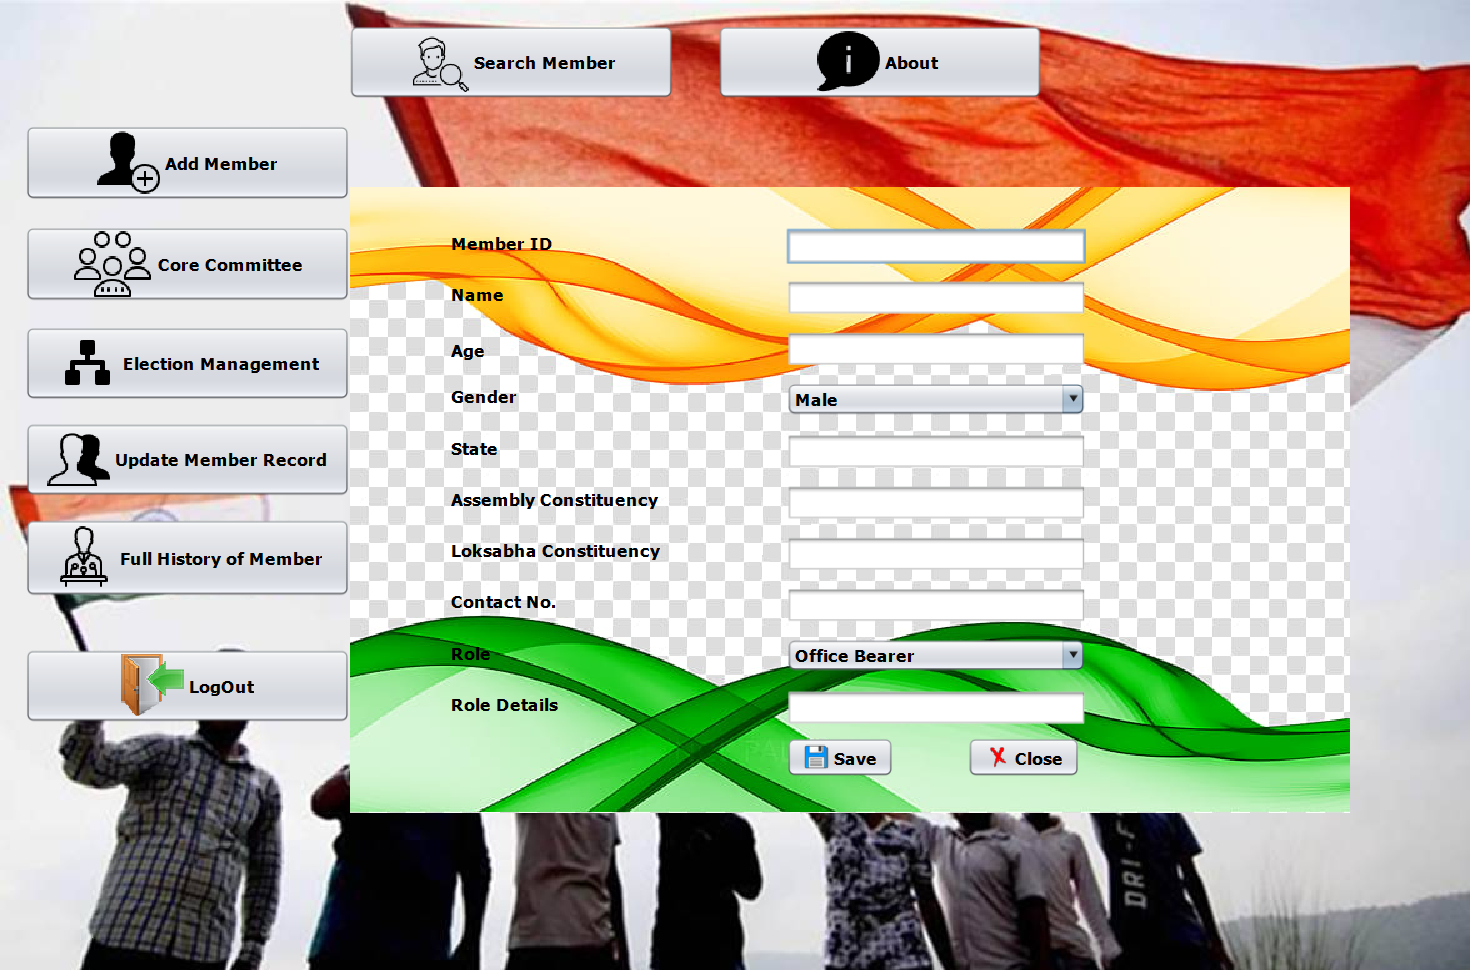 Search Member
About
Add Member
Core Committee
Election Management
Update Member Record
Full History of Member
LogOut
Member ID
Name
Age
Gender
Male
State
Assembly Constituency
Loksabha Constituency
Contact No.
Role
Office Bearer
Role Details
Save
Close
DRI-F